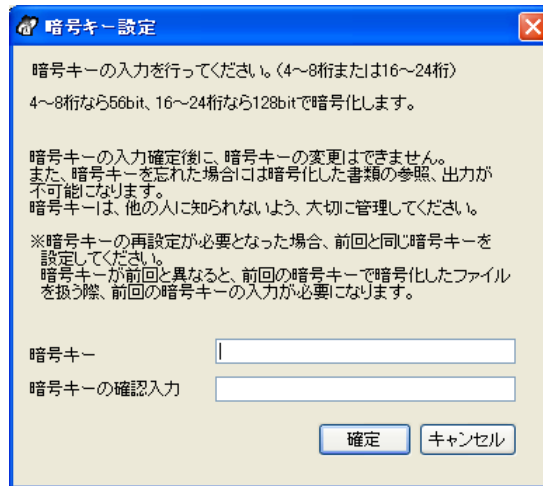 暗号キー設定
暗号キーの入力を行ってください。(4～8桁または16～24桁)
4～8桁なら56bit、16～24桁なら128bitで暗号化します。
暗号キーの入力確定後に、暗号キーの変更はできません。
また、暗号キーを忘れた場合には暗号化した書類の参照、出力が
不可能になります。
暗号キーは、他の人に知られないよう、大切に管理してください。
※暗号キーの再設定が必要となった場合、前回と同じ暗号キーを
設定してください。
暗号キーが前回と異なると、前回の暗号キーで暗号化したファイル
を扱う際、前回の暗号キーの入力が必要になります。
暗号キー
暗号キーの確認入力
確定 キャンセル